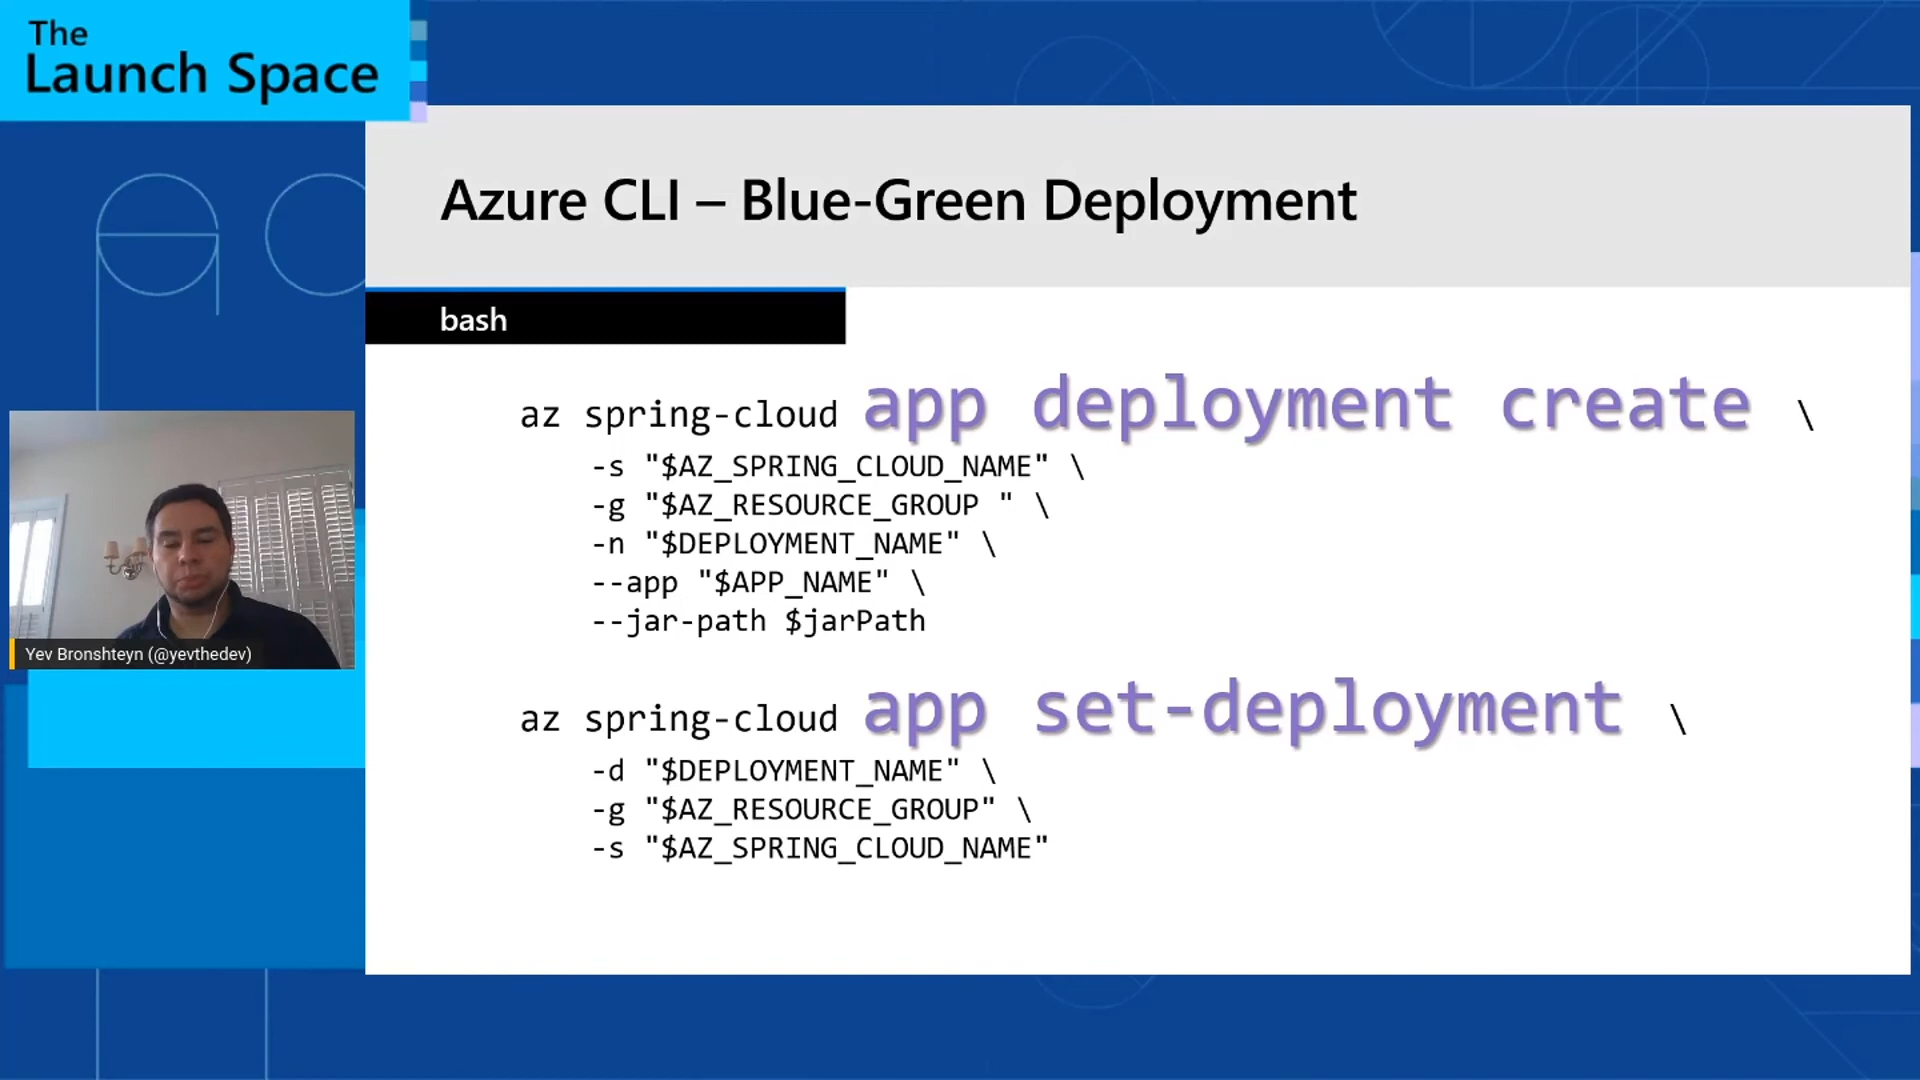 The
Launch Space
Azure CLI – Blue-Green Deployment
bash
az spring-cloud app deployment create \
-s "$AZ_SPRING_CLOUD_NAME" \
-g "$AZ_RESOURCE_GROUP " \
-n "$DEPLOYMENT_NAME" \
--app "$APP_NAME" \
--jar-path $jarPath
az spring-cloud app set-deployment \
-d "$DEPLOYMENT_NAME" \
-g "$AZ_RESOURCE_GROUP" \
-s "$AZ_SPRING_CLOUD_NAME"
Yev Bronshteyn (@yevthedev)